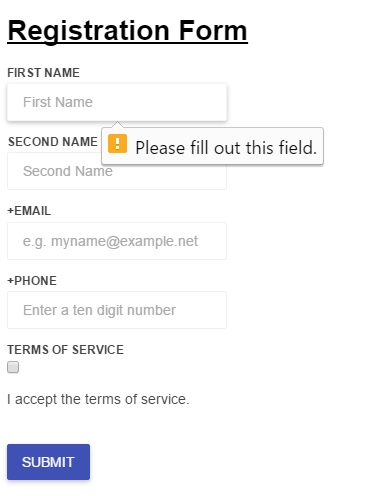 Registration Form
FIRST NAME
First Name
Please fill out this field.
SECOND NAME
Second Name
+EMAIL
e.g. myname@example.net
+PHONE
Enter a ten digit number
TERMS OF SERVICE
I accept the terms of service.
SUBMIT